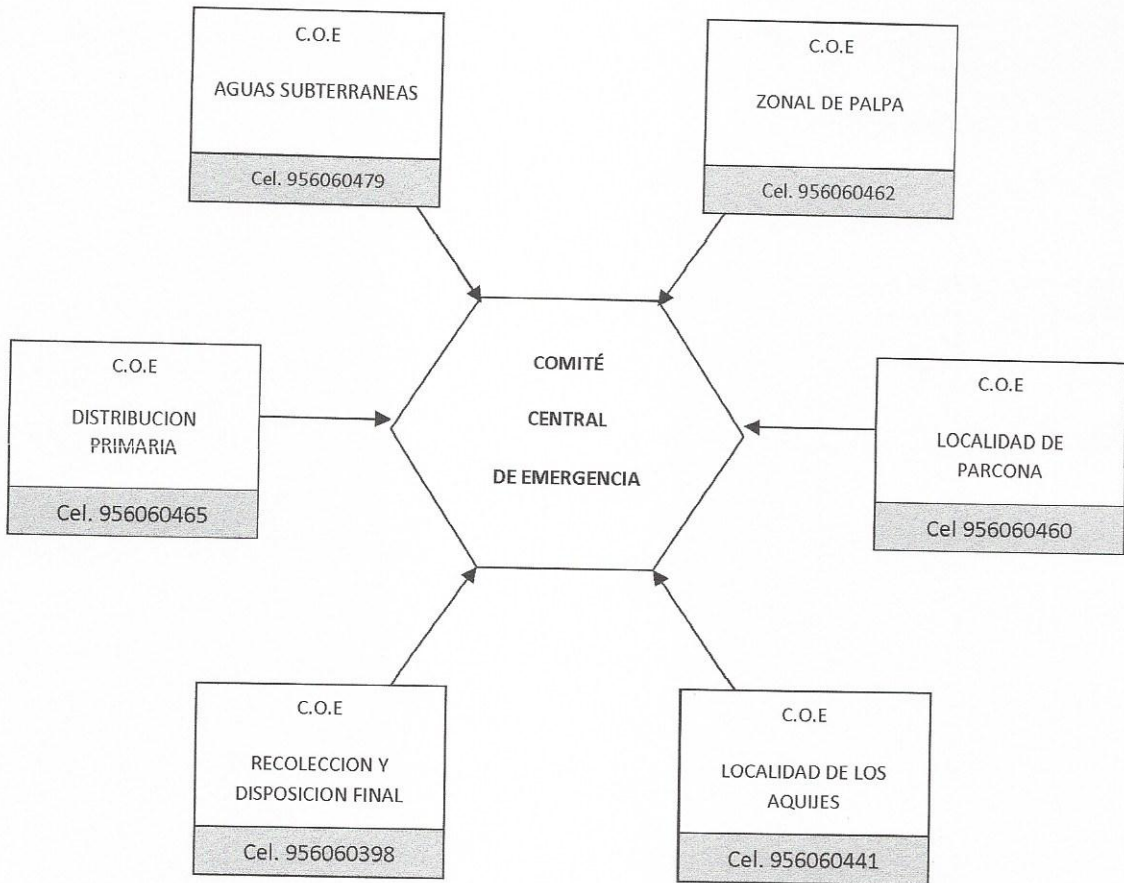 C.O.E
AGUAS SUBTERRANEAS
Cel. 956060479
C.O.E
ZONAL DE PALPA
Cel. 956060462
C.O.E
DISTRIBUCION
PRIMARIA
Cel. 956060465
COMITÉ
CENTRAL
DE EMERGENCIA
C.O.E
LOCALIDAD DE
PARCONA
Cel 956060460
C.O.E
RECOLECCION Y
DISPOSICION FINAL
Cel. 956060398
C.O.E
LOCALIDAD DE LOS
AQUIJES
Cel. 956060441